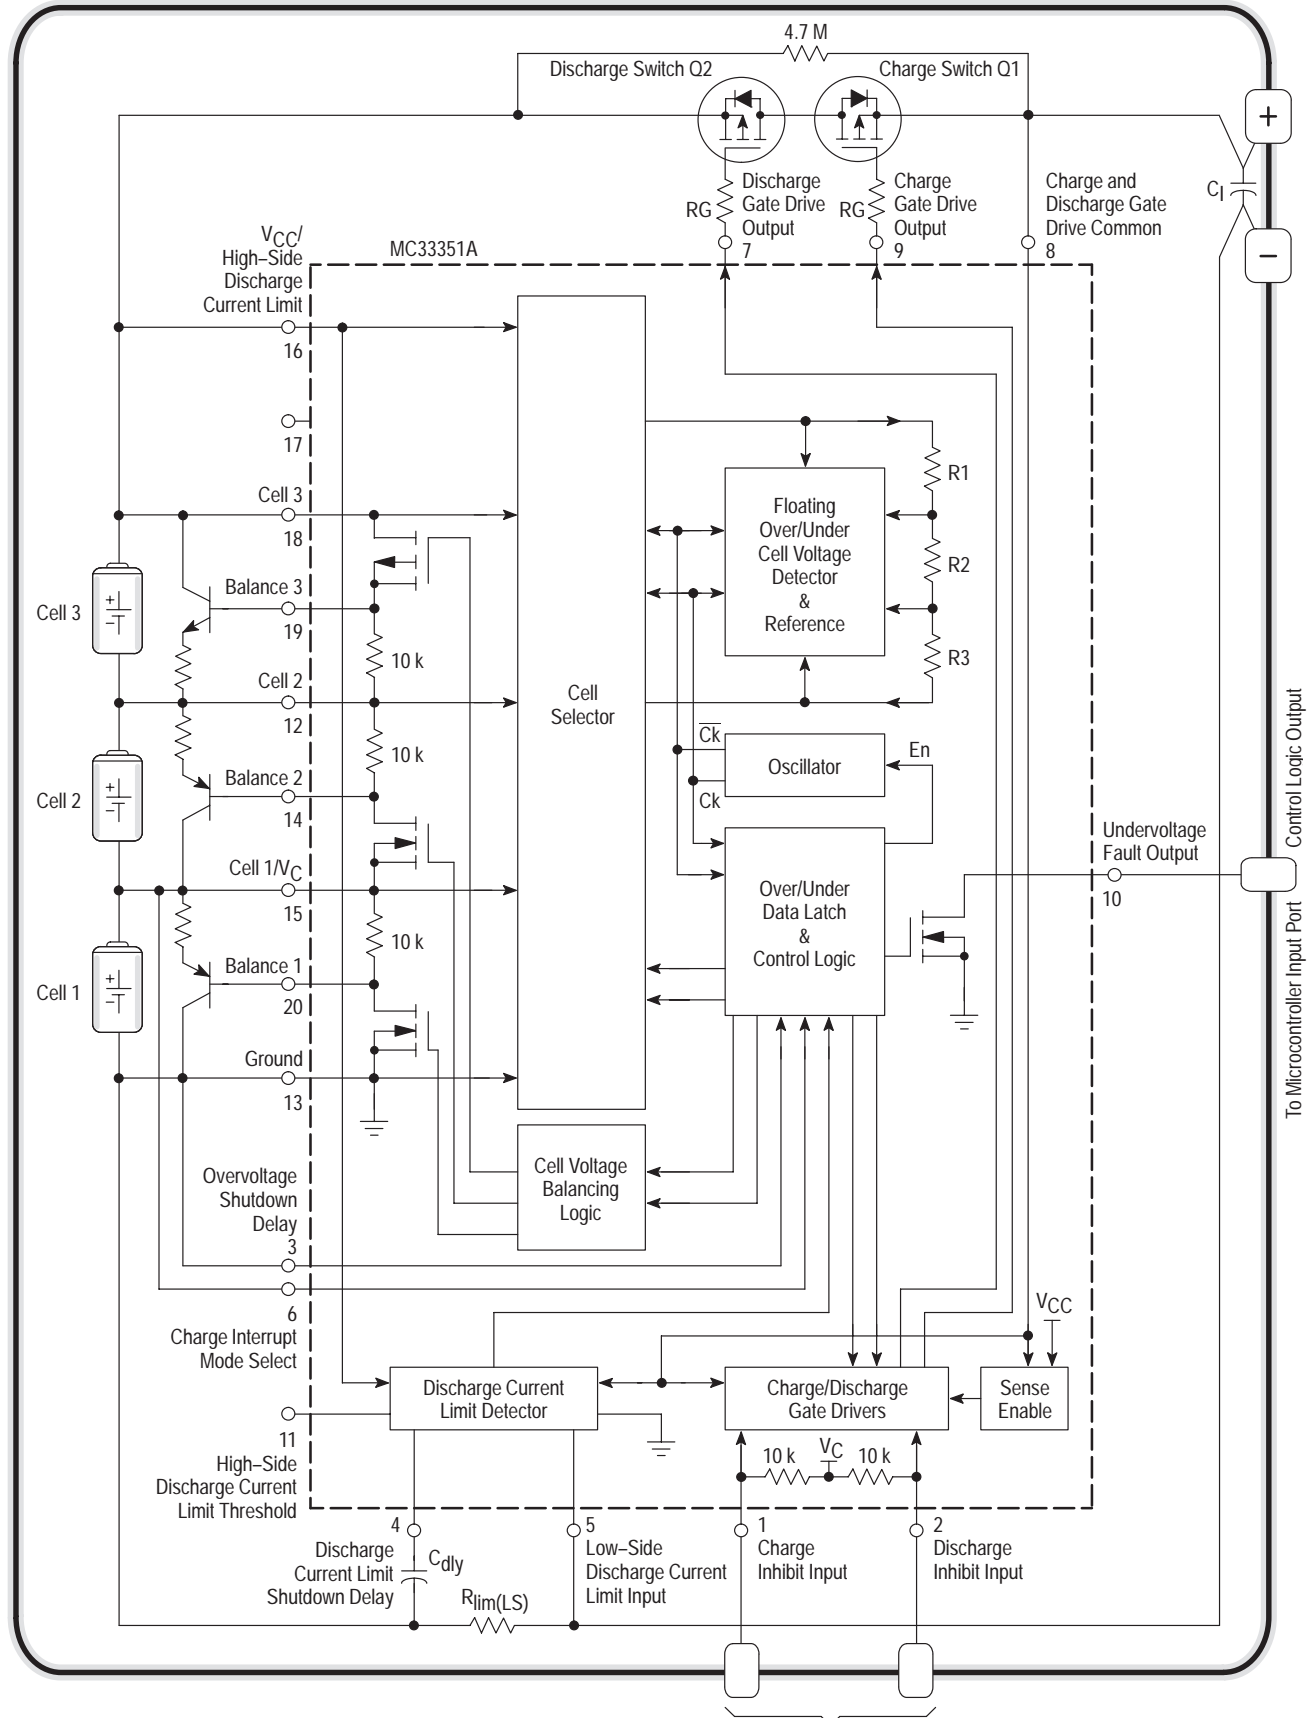 4.7 M
Discharge Switch Q2
Charge Switch Q1
+
CI
−
RG
Discharge
Gate Drive
Output
7
RG
Charge
Gate Drive
Output
9
Charge and
Discharge Gate
Drive Common
8
VCC/
High–Side
Discharge
Current Limit
16
MC33351A
17
Cell 3
18
Balance 3
19
Cell 2
12
Balance 2
14
Cell 1/VC
15
Balance 1
20
Ground
13
Cell 3
+
−
Cell 2
+
−
Cell 1
+
−
10 k
10 k
10 k
Cell
Selector
Floating
Over/Under
Cell Voltage
Detector
&
Reference
R1
R2
R3
Ck
Ck
Oscillator
En
Over/Under
Data Latch
&
Control Logic
Undervoltage
Fault Output
10
To Microcontroller Input Port
Control Logic Output
Cell Voltage
Balancing
Logic
Overvoltage
Shutdown
Delay
3
6
Charge Interrupt
Mode Select
Discharge Current
Limit Detector
Charge/Discharge
Gate Drivers
VCC
Sense
Enable
11
High–Side
Discharge Current
Limit Threshold
10 k
VC
10 k
4
Discharge
Current Limit
Shutdown Delay
Cdly
Rlim(LS)
5
Low–Side
Discharge Current
Limit Input
1
Charge
Inhibit Input
2
Discharge
Inhibit Input